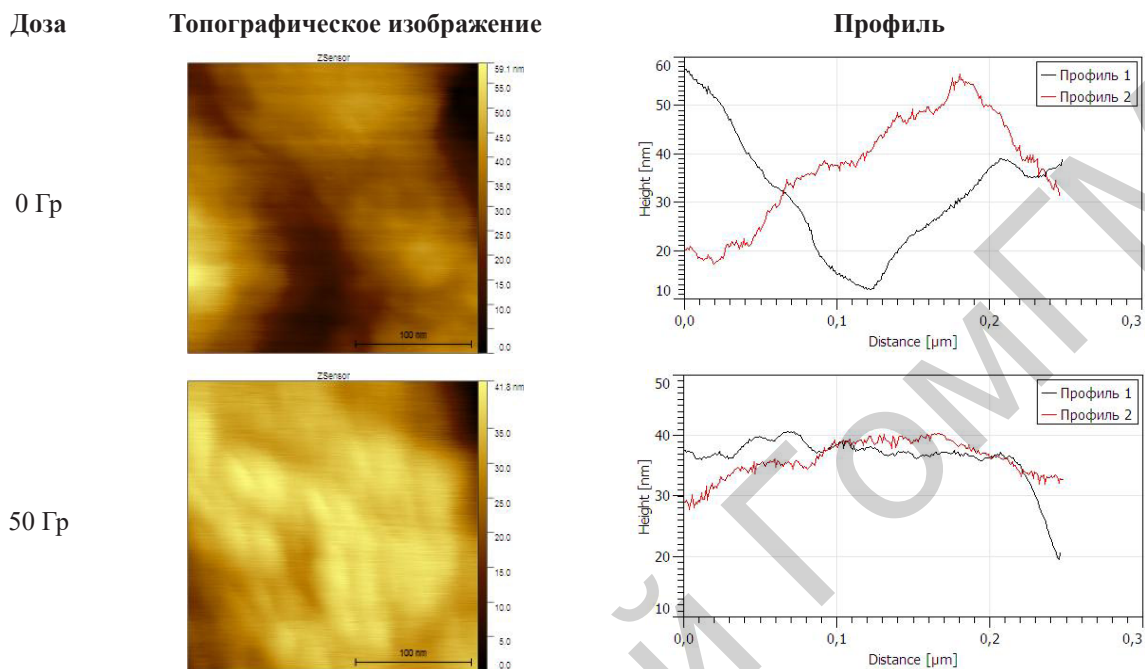 Доза Топографическое изображение Профиль
0 Гр
ZSensor
59.1 nm
55.0
50.0
45.0
40.0
35.0
30.0
25.0
20.0
15.0
10.0
5.0
0.0
100 nm
Height [nm]
60
50
40
30
20
10
Профиль 1
Профиль 2
0,0 0,1 0,2 0,3
Distance [µm]
50 Гр
ZSensor
41.8 nm
35.0
30.0
25.0
20.0
15.0
10.0
5.0
0.0
100 nm
Height [nm]
50
40
30
20
10
Профиль 1
Профиль 2
0,0 0,1 0,2 0,3
Distance [µm]
Й ГОМГМ